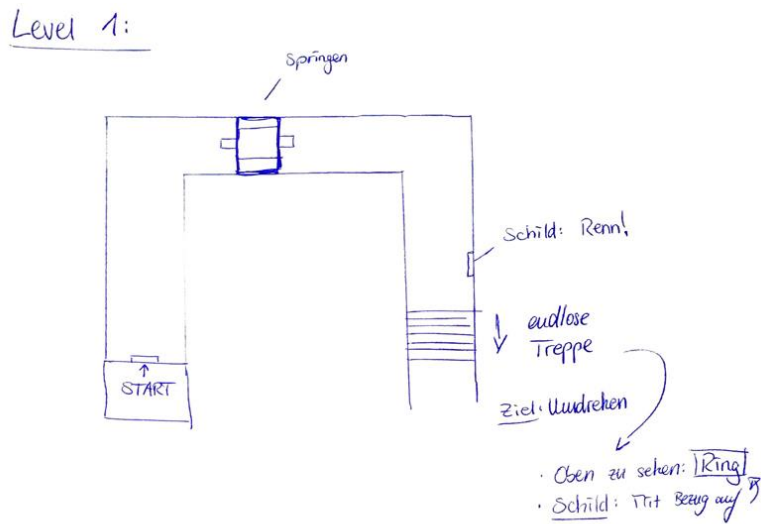 Level 1:
Springen
Schild: Renn!
endlose
Treppe
START
Ziel: Umdrehen
· Oben zu sehen: Ring
· Schild: Mit Bezug auf